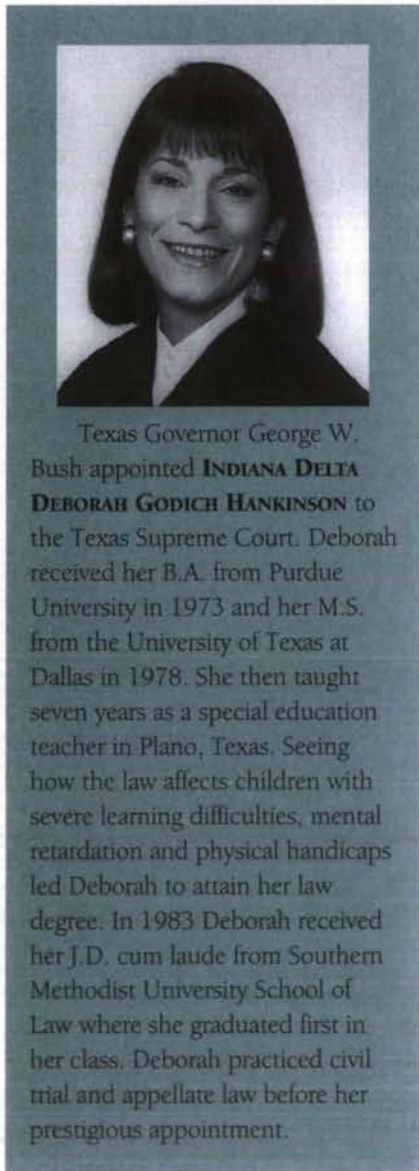 Texas Governor George W.
Bush appointed INDIANA DELTA
DEBORAH GODICH HANKINSON to
the Texas Supreme Court. Deborah
received her B.A. from Purdue
University in 1973 and her M.S.
from the University of Texas at
Dallas in 1978. She then taught
seven years as a special education
teacher in Plano, Texas. Seeing
how the law affects children with
severe learning difficulties, mental
retardation and physical handicaps
led Deborah to attain her law
degree. In 1983 Deborah received
her J.D. cum laude from Southern
Methodist University School of
Law where she graduated first in
her class. Deborah practiced civil
trial and appellate law before her
prestigious appointment.